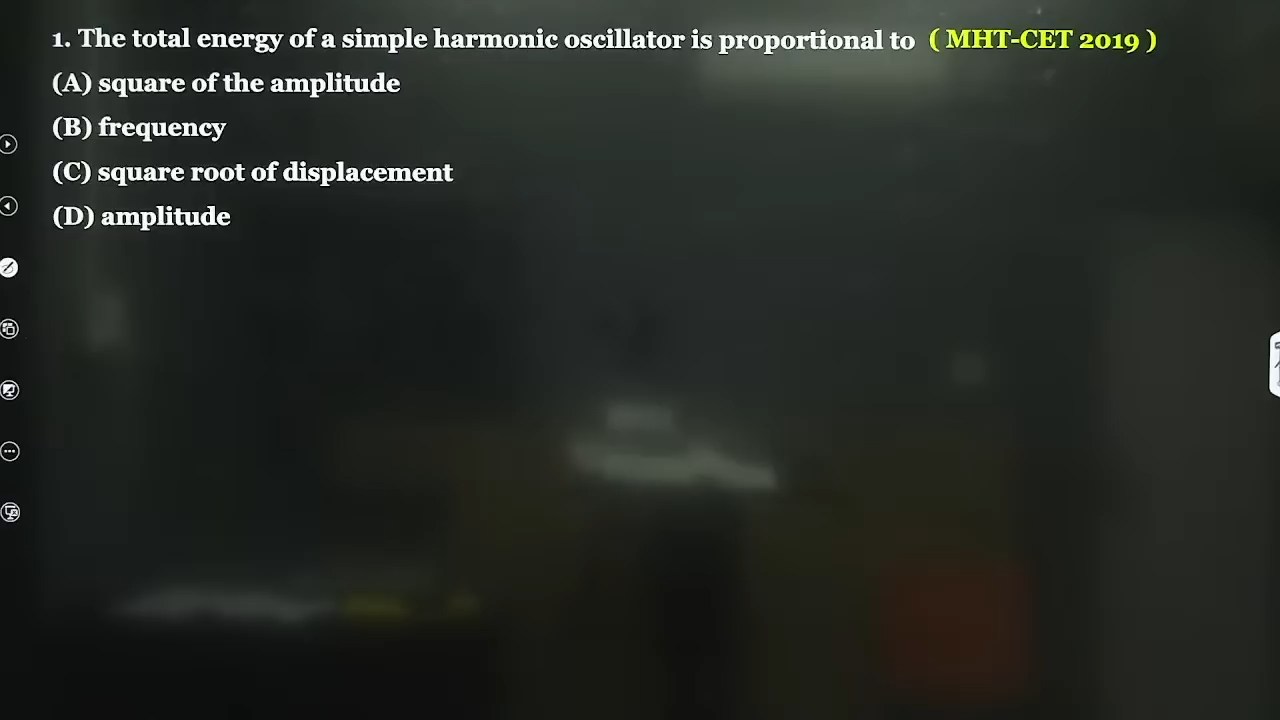 1. The total energy of a simple harmonic oscillator is proportional to ( MHT-CET 2019 )
(A) square of the amplitude
(B) frequency
(C) square root of displacement
(D) amplitude